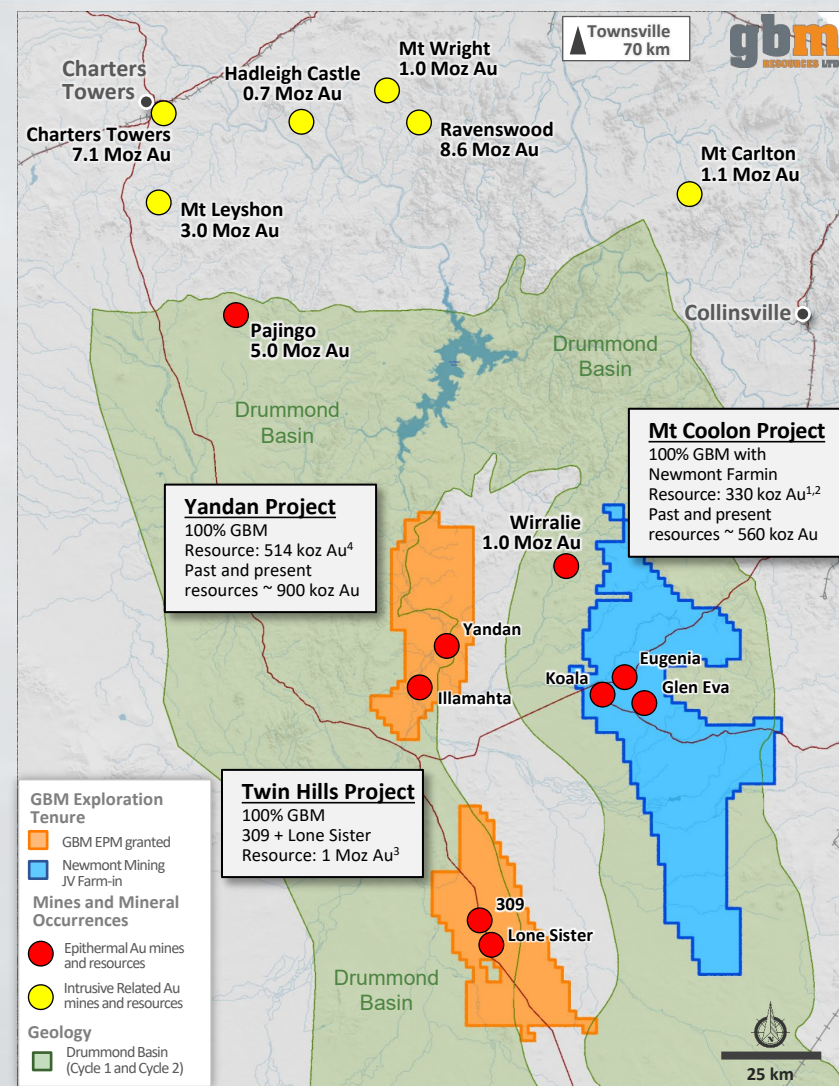 Townsville
70 km
gbm
RESOURCES LTD
Charters
Towers
Mt Wright
1.0 Moz Au
Hadleigh Castle
0.7 Moz Au
Charters Towers
7.1 Moz Au
Ravenswood
8.6 Moz Au
Mt Carlton
1.1 Moz Au
Mt Leyshon
3.0 Moz Au
Collinsville
Pajingo
5.0 Moz Au
Drummond
Basin
Drummond
Basin
Mt Coolon Project
100% GBM with
Newmont Farmin
Resource: 330 koz Au1,2
Past and present
resources ~ 560 koz Au
Yandan Project
100% GBM
Resource: 514 koz Au4
Past and present
resources ~ 900 koz Au
Wirralie
1.0 Moz Au
Yandan
Illamahta
Eugenia
Koala
Glen Eva
Twin Hills Project
100% GBM
309 + Lone Sister
Resource: 1 Moz Au3
309
Lone Sister
Drummond
Basin
GBM Exploration
Tenure
GBM EPM granted
Newmont Mining
JV Farm-in
Mines and Mineral
Occurrences
Epithermal Au mines
and resources
Intrusive Related Au
mines and resources
Geology
Drummond Basin
(Cycle 1 and Cycle 2)
25 km